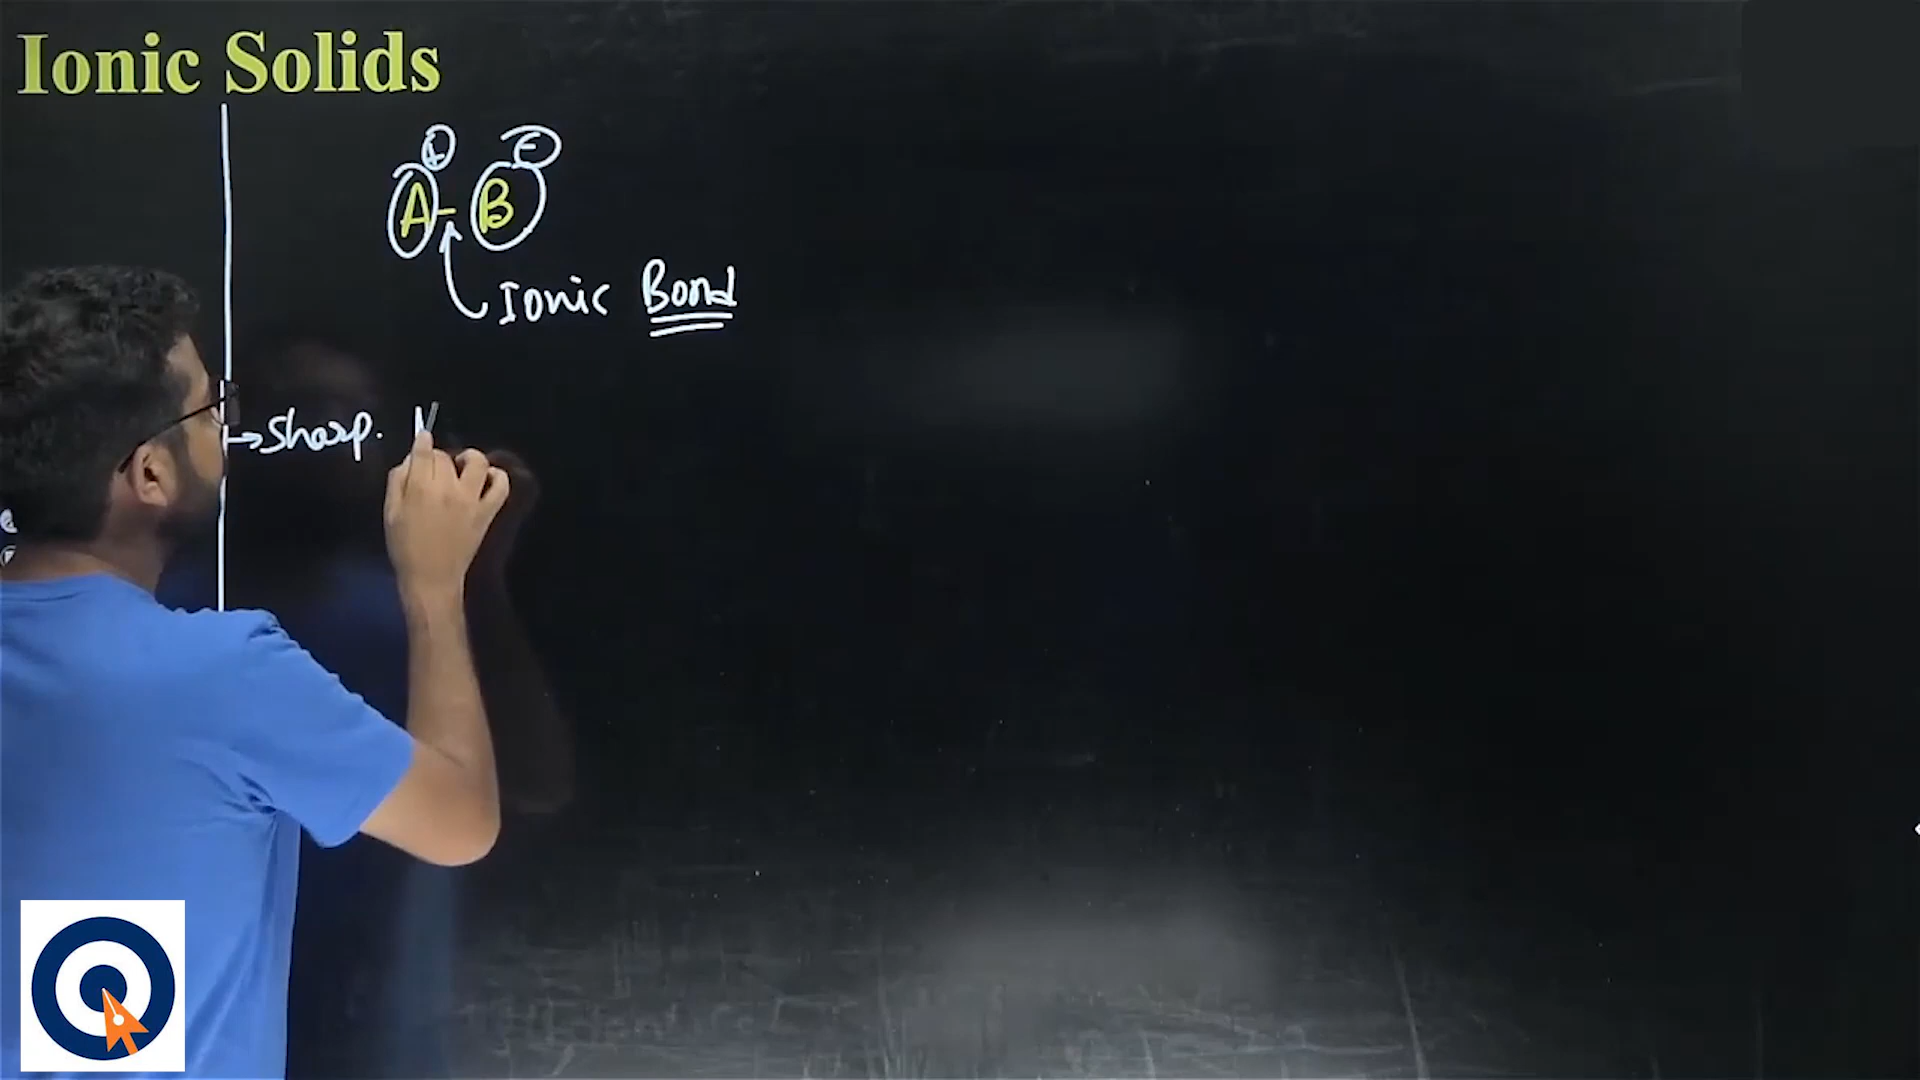 Ionic Solids
+ −
A - B
Ionic Bond
→ Sharp.